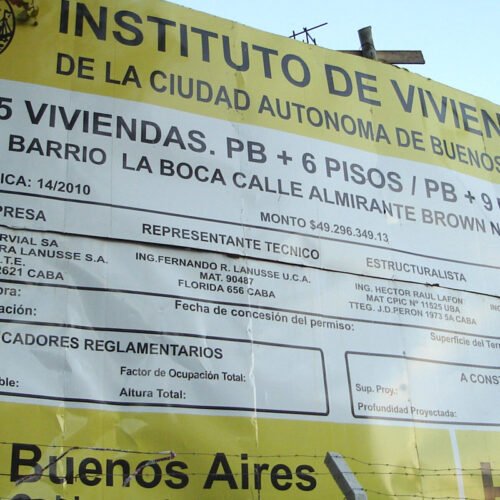 INSTITUTO DE VIVIEN
DE LA CIUDAD AUTONOMA DE BUENOS
5 VIVIENDAS. PB + 6 PISOS / PB + 9
BARRIO LA BOCA CALLE ALMIRANTE BROWN N
ICA: 14/2010
MONTO $49.296.349.13
PRESA
REPRESENTANTE TECNICO
ESTRUCTURALISTA
RVIAL SA
RA LANUSSE S.A.
.T.E.
2621 CABA
ING.FERNANDO R. LANUSSE U.C.A.
MAT. 90487
FLORIDA 656 CABA
ING. HECTOR RAUL LAFON
MAT CPIC Nº 11525 UBA
TTEG. J.D.PERON 1973 5A CABA
bra:
Fecha de concesión del permiso:
Superficie del Terr
ación:
CADORES REGLAMENTARIOS
Factor de Ocupación Total:
ble:
Altura Total:
A CONST
Sup. Proy.:
Profundidad Proyectada:
Buenos Aires